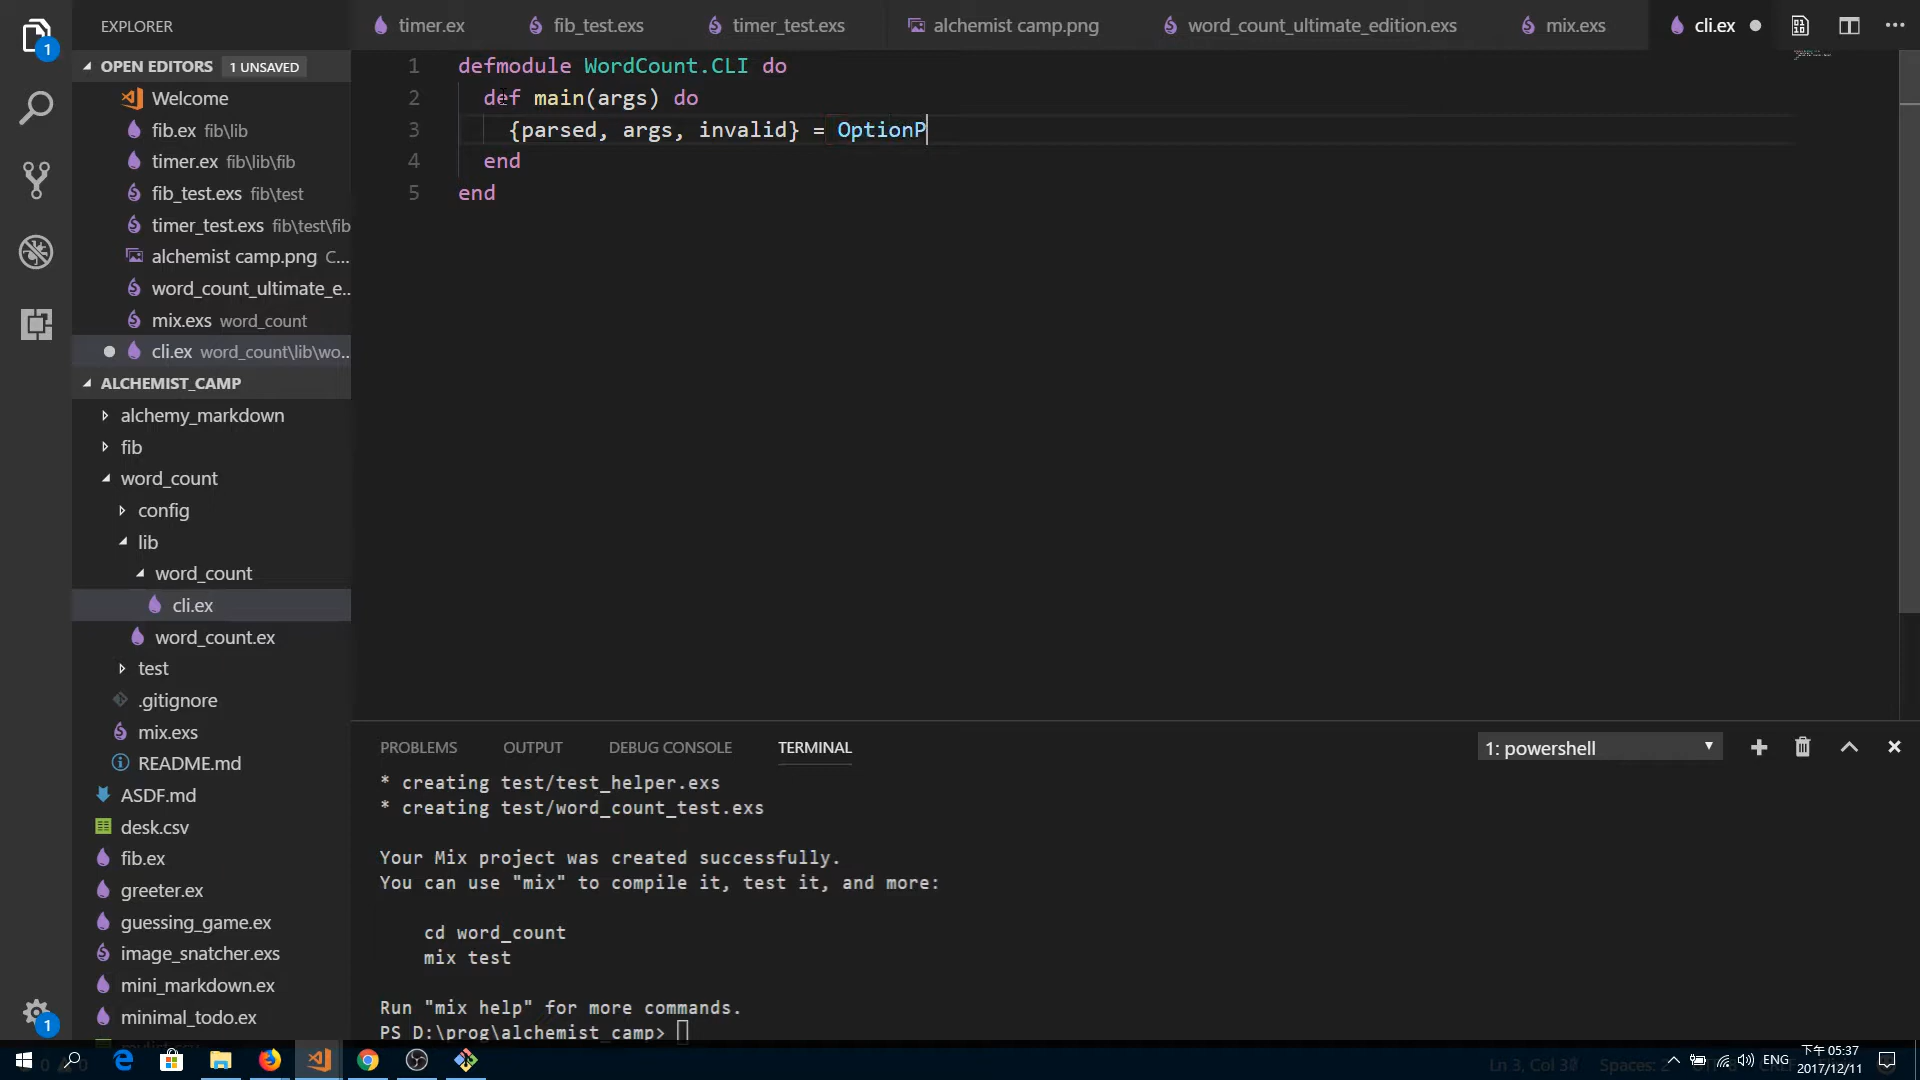 EXPLORER
timer.ex
fib_test.exs
timer_test.exs
alchemist camp.png
word_count_ultimate_edition.exs
mix.exs
cli.ex
OPEN EDITORS 1 UNSAVED
Welcome
fib.ex fib\lib
timer.ex fib\lib\fib
fib_test.exs fib\test
timer_test.exs fib\test\fib
alchemist camp.png C...
word_count_ultimate_e..
mix.exs word_count
cli.ex word_count\lib\wo..
ALCHEMIST_CAMP
alchemy_markdown
fib
word_count
config
lib
word_count
cli.ex
word_count.ex
test
.gitignore
mix.exs
README.md
ASDF.md
desk.csv
fib.ex
greeter.ex
guessing_game.ex
image_snatcher.exs
mini_markdown.ex
minimal_todo.ex
1 defmodule WordCount.CLI do
2 def main(args) do
3 {parsed, args, invalid} = OptionP
4 end
5 end
PROBLEMS
OUTPUT
DEBUG CONSOLE
TERMINAL
1: powershell
* creating test/test_helper.exs
* creating test/word_count_test.exs
Your Mix project was created successfully.
You can use "mix" to compile it, test it, and more:
cd word_count
mix test
Run "mix help" for more commands.
PS D:\prog\alchemist_camp>
1
1
ENG
下午 05:37
2017/12/11